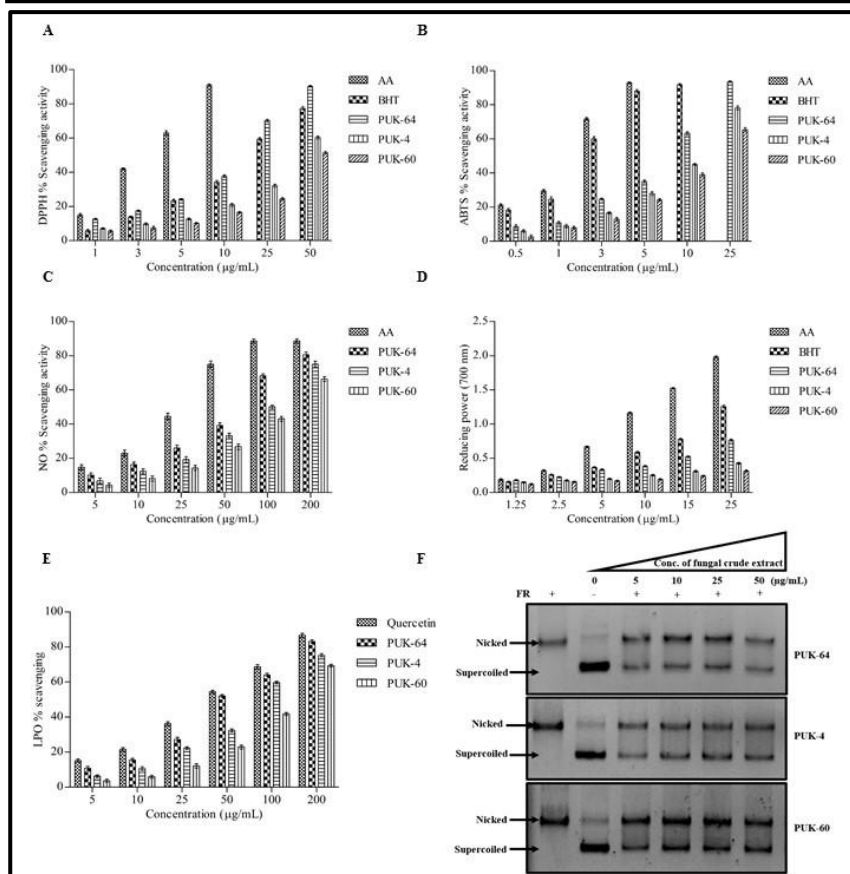 A
DPPH % Scavenging activity
100
80
60
40
20
0
1 3 5 10 25 50
Concentration (µg/mL)
AA
BHT
PUK-64
PUK-4
PUK-60
B
ABTS % Scavenging activity
100
80
60
40
20
0
0.5 1 3 5 10 25
Concentration (µg/mL)
AA
BHT
PUK-64
PUK-4
PUK-60
C
NO % Scavenging activity
100
80
60
40
20
0
5 10 25 50 100 200
Concentration (µg/mL)
AA
PUK-64
PUK-4
PUK-60
D
Reducing power (700 nm)
2.5
2.0
1.5
1.0
0.5
0.0
1.25 2.5 5 10 15 25
Concentration (µg/mL)
AA
BHT
PUK-64
PUK-4
PUK-60
E
LPO % scavenging
100
80
60
40
20
0
5 10 25 50 100 200
Concentration (µg/mL)
Quercetin
PUK-64
PUK-4
PUK-60
F
Conc. of fungal crude extract
0 5 10 25 50 (µg/mL)
FR + - + + + +
Nicked
Supercoiled
PUK-64
Nicked
Supercoiled
PUK-4
Nicked
Supercoiled
PUK-60